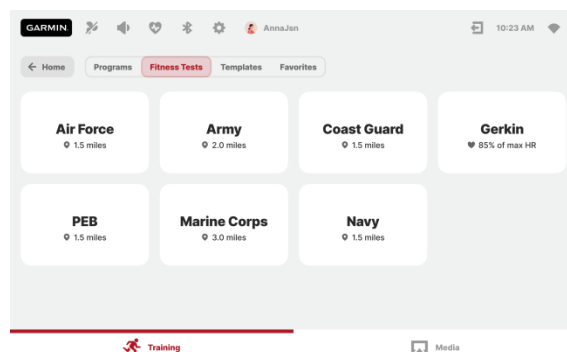 GARMIN AnnaJsn 10:23 AM
Home Programs Fitness Tests Templates Favorites
Air Force Army Coast Guard Gerkin
1.5 miles 2.0 miles 1.5 miles 85% of max HR
PEB Marine Corps Navy
1.5 miles 3.0 miles 1.5 miles
Training Media